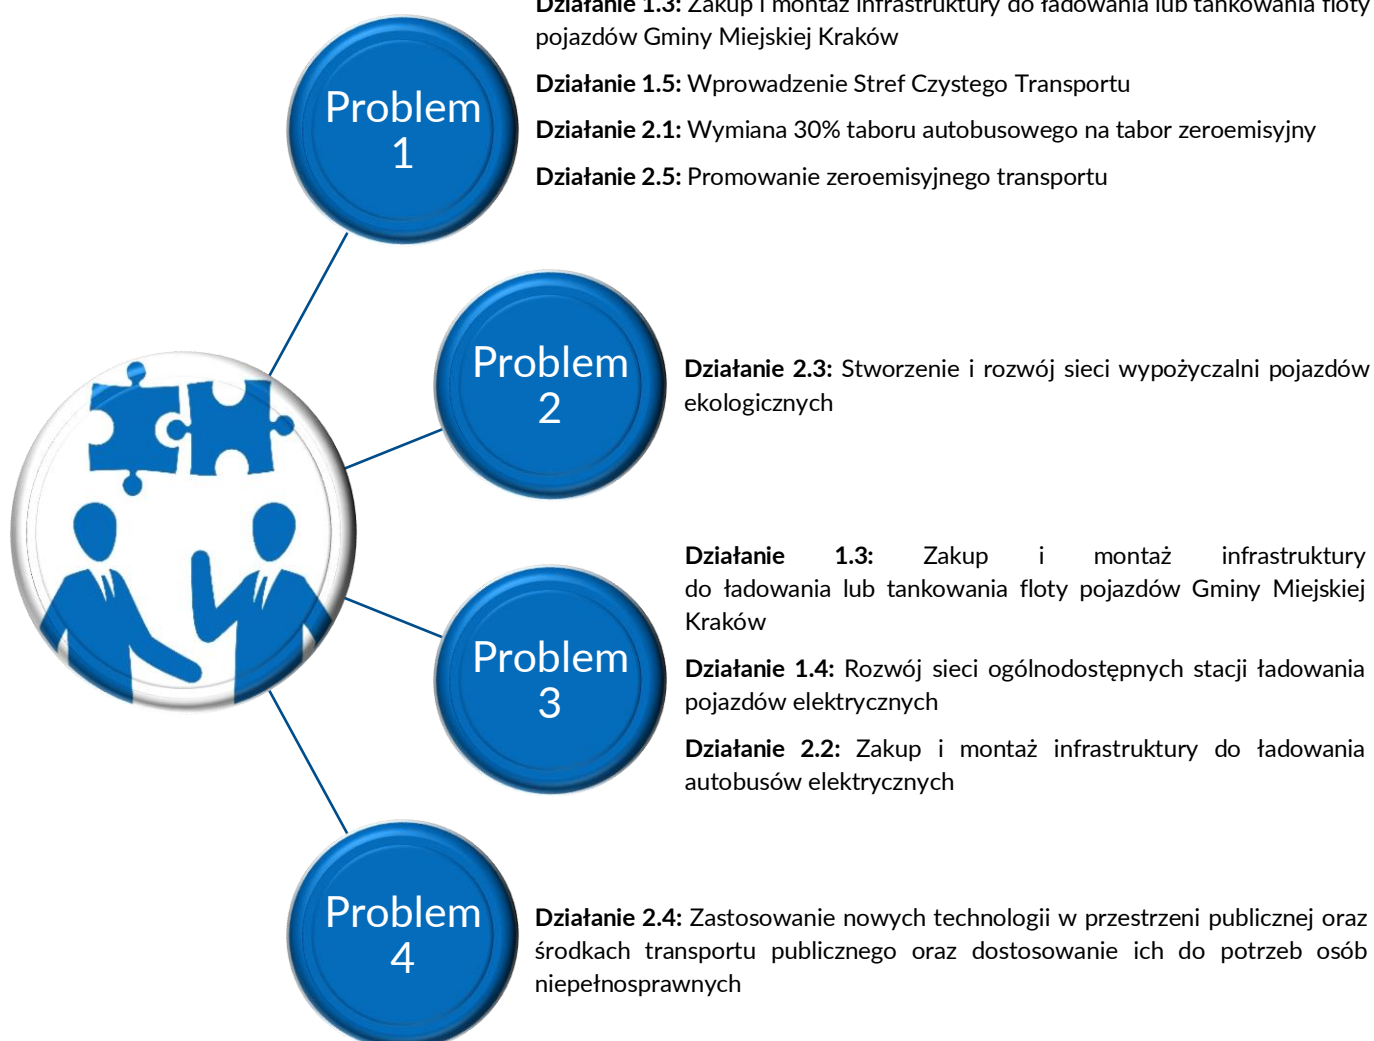 Działanie 1.3: Zakup i montaż infrastruktury do ładowania lub tankowania floty
pojazdów Gminy Miejskiej Kraków
Problem
1
Działanie 1.5: Wprowadzenie Stref Czystego Transportu
Działanie 2.1: Wymiana 30% taboru autobusowego na tabor zeroemisyjny
Działanie 2.5: Promowanie zeroemisyjnego transportu
Problem
2
Działanie 2.3: Stworzenie i rozwój sieci wypożyczalni pojazdów
ekologicznych
Problem
3
Działanie 1.3: Zakup i montaż infrastruktury
do ładowania lub tankowania floty pojazdów Gminy Miejskiej
Kraków
Działanie 1.4: Rozwój sieci ogólnodostępnych stacji ładowania
pojazdów elektrycznych
Działanie 2.2: Zakup i montaż infrastruktury do ładowania
autobusów elektrycznych
Problem
4
Działanie 2.4: Zastosowanie nowych technologii w przestrzeni publicznej oraz
środkach transportu publicznego oraz dostosowanie ich do potrzeb osób
niepełnosprawnych